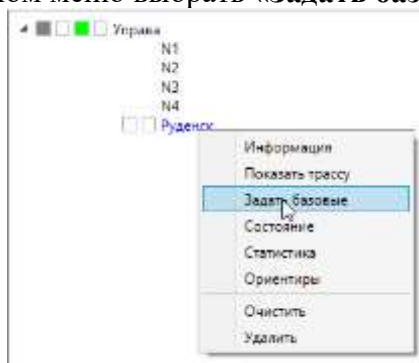 ном меню выбрать «Задать баз
Управа
N1
N2
N3
N4
Руденск
Информация
Показать трассу
Задать базовые
Состояние
Статистика
Ориентиры
Очистить
Удалить